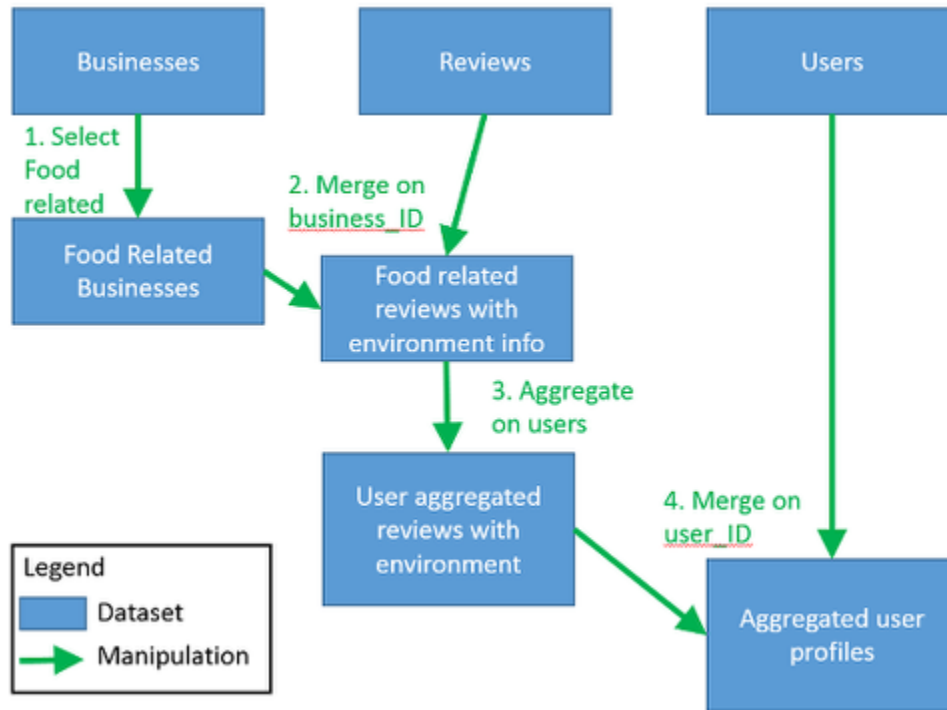 Businesses
Reviews
Users
1. Select
Food
related
2. Merge on
business_ID
Food Related
Businesses
Food related
reviews with
environment info
3. Aggregate
on users
User aggregated
reviews with
environment
4. Merge on
user_ID
Aggregated user
profiles
Legend
Dataset
Manipulation